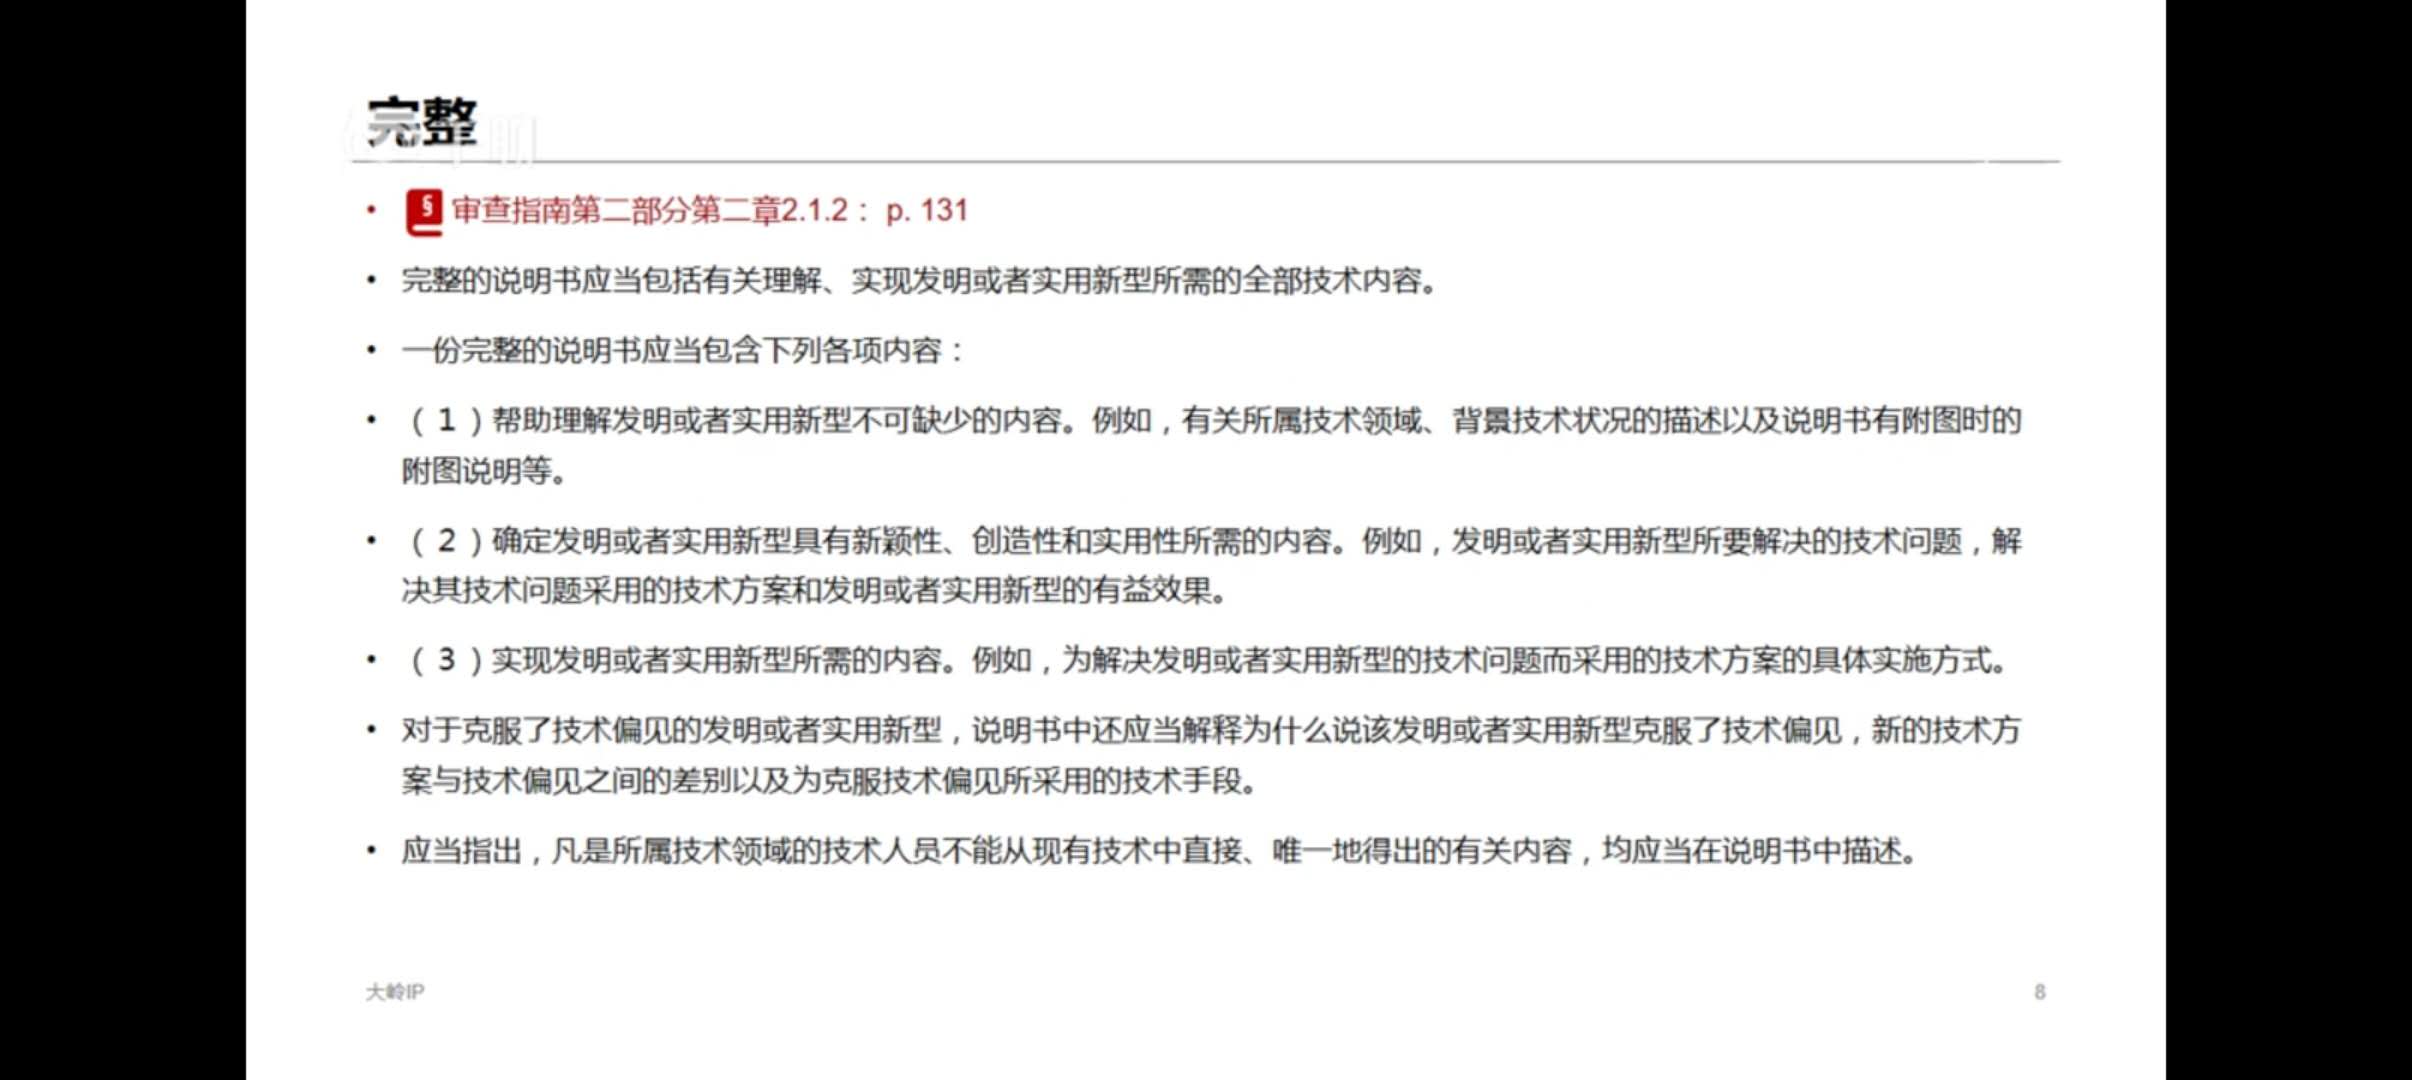 完整
• § 审查指南第二部分第二章2.1.2： p. 131
• 完整的说明书应当包括有关理解、实现发明或者实用新型所需的全部技术内容。
• 一份完整的说明书应当包含下列各项内容：
• （1）帮助理解发明或者实用新型不可缺少的内容。例如，有关所属技术领域、背景技术状况的描述以及说明书有附图时的
附图说明等。
• （2）确定发明或者实用新型具有新颖性、创造性和实用性所需的内容。例如，发明或者实用新型所要解决的技术问题，解
决其技术问题采用的技术方案和发明或者实用新型的有益效果。
• （3）实现发明或者实用新型所需的内容。例如，为解决发明或者实用新型的技术问题而采用的技术方案的具体实施方式。
• 对于克服了技术偏见的发明或者实用新型，说明书中还应当解释为什么说该发明或者实用新型克服了技术偏见，新的技术方
案与技术偏见之间的差别以及为克服技术偏见所采用的技术手段。
• 应当指出，凡是所属技术领域的技术人员不能从现有技术中直接、唯一地得出的有关内容，均应当在说明书中描述。
大岭IP
8